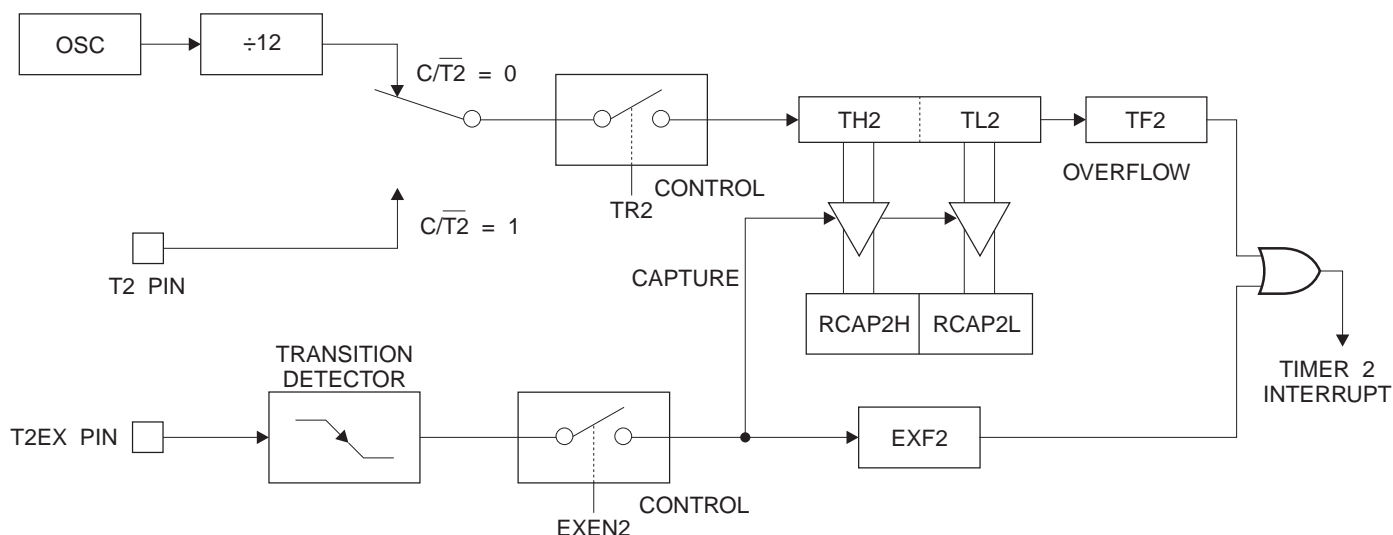 OSC
÷12
C/T2̅ = 0
TH2
TL2
TF2
OVERFLOW
CONTROL
TR2
C/T2̅ = 1
T2 PIN
CAPTURE
RCAP2H
RCAP2L
TRANSITION
DETECTOR
TIMER 2
INTERRUPT
T2EX PIN
EXF2
CONTROL
EXEN2